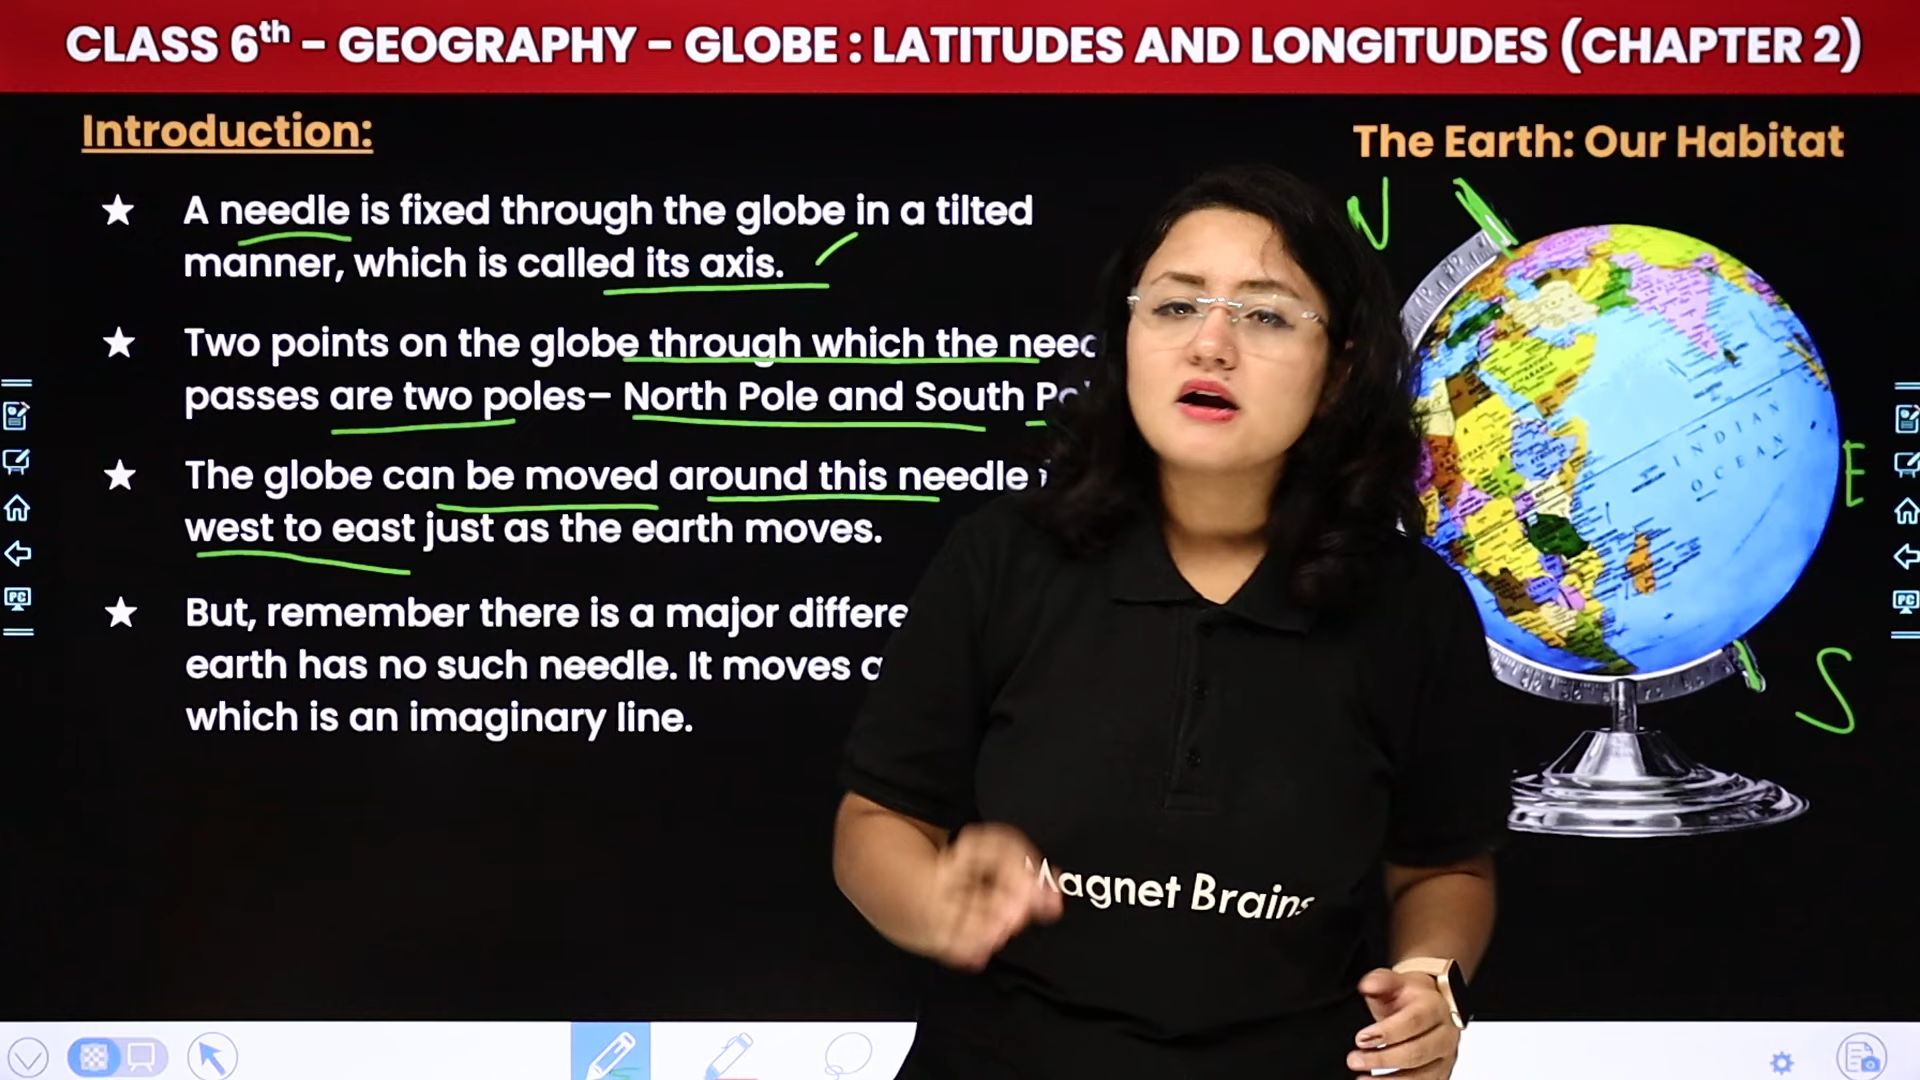 CLASS 6th - GEOGRAPHY - GLOBE : LATITUDES AND LONGITUDES (CHAPTER 2)
Introduction:
The Earth: Our Habitat
★ A needle is fixed through the globe in a tilted
manner, which is called its axis.
★ Two points on the globe through which the
passes are two poles– North Pole and South
★ The globe can be moved around this needle
west to east just as the earth moves.
★ But, remember there is a major
earth has no such needle. It moves
which is an imaginary line.
N
E
S
INDIAN
OCEAN
Magnet Brains
PC
PC